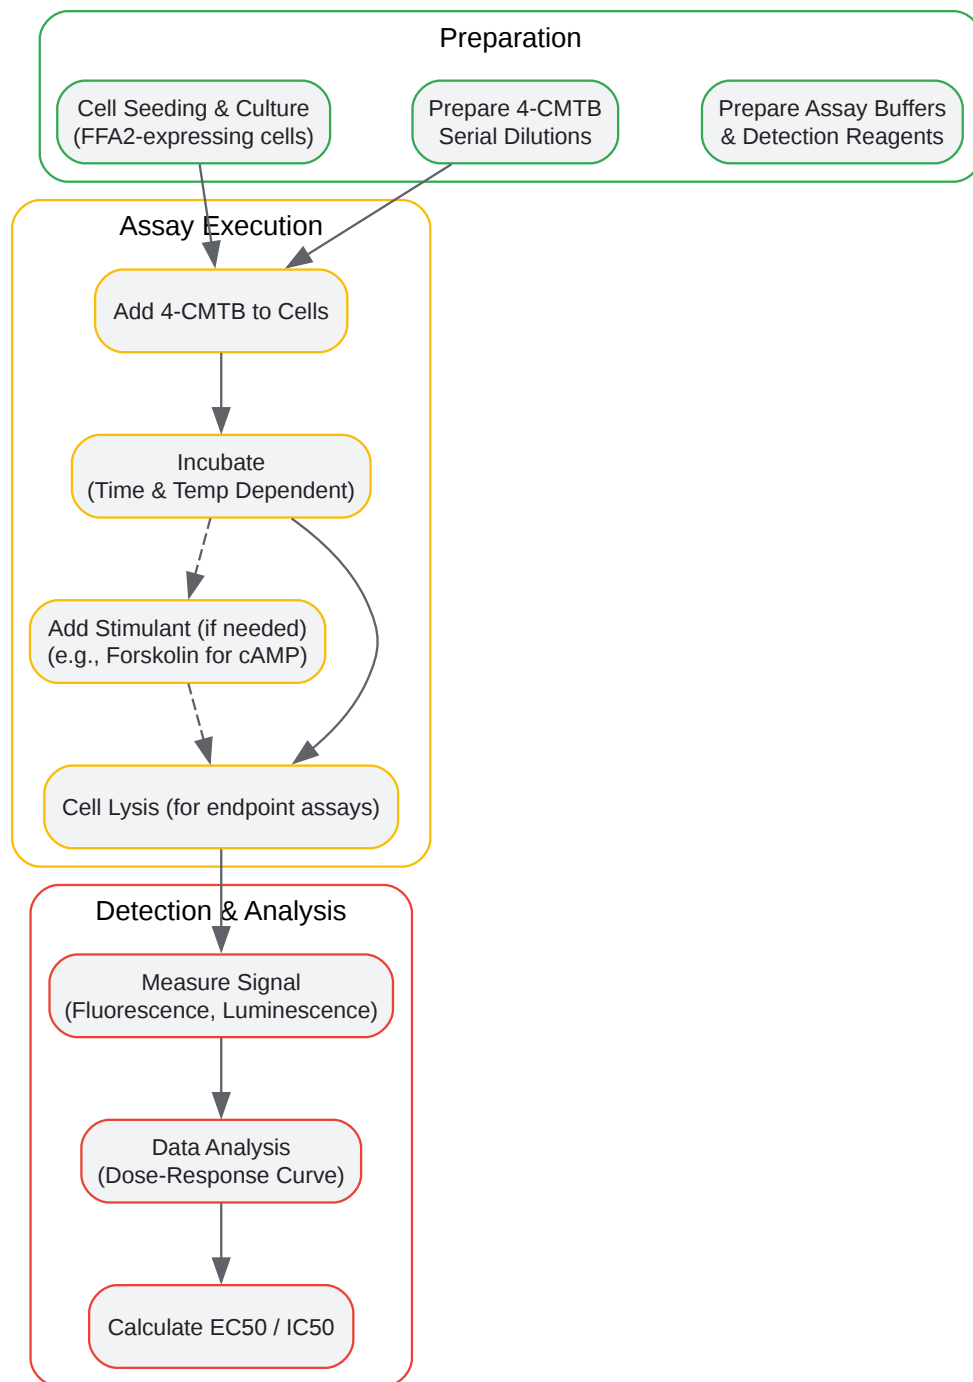 Preparation
Cell Seeding & Culture
(FFA2-expressing cells)
Prepare 4-CMTB
Serial Dilutions
Prepare Assay Buffers
& Detection Reagents
Assay Execution
Add 4-CMTB to Cells
Incubate
(Time & Temp Dependent)
Add Stimulant (if needed)
(e.g., Forskolin for cAMP)
Cell Lysis (for endpoint assays)
Detection & Analysis
Measure Signal
(Fluorescence, Luminescence)
Data Analysis
(Dose-Response Curve)
Calculate EC50 / IC50